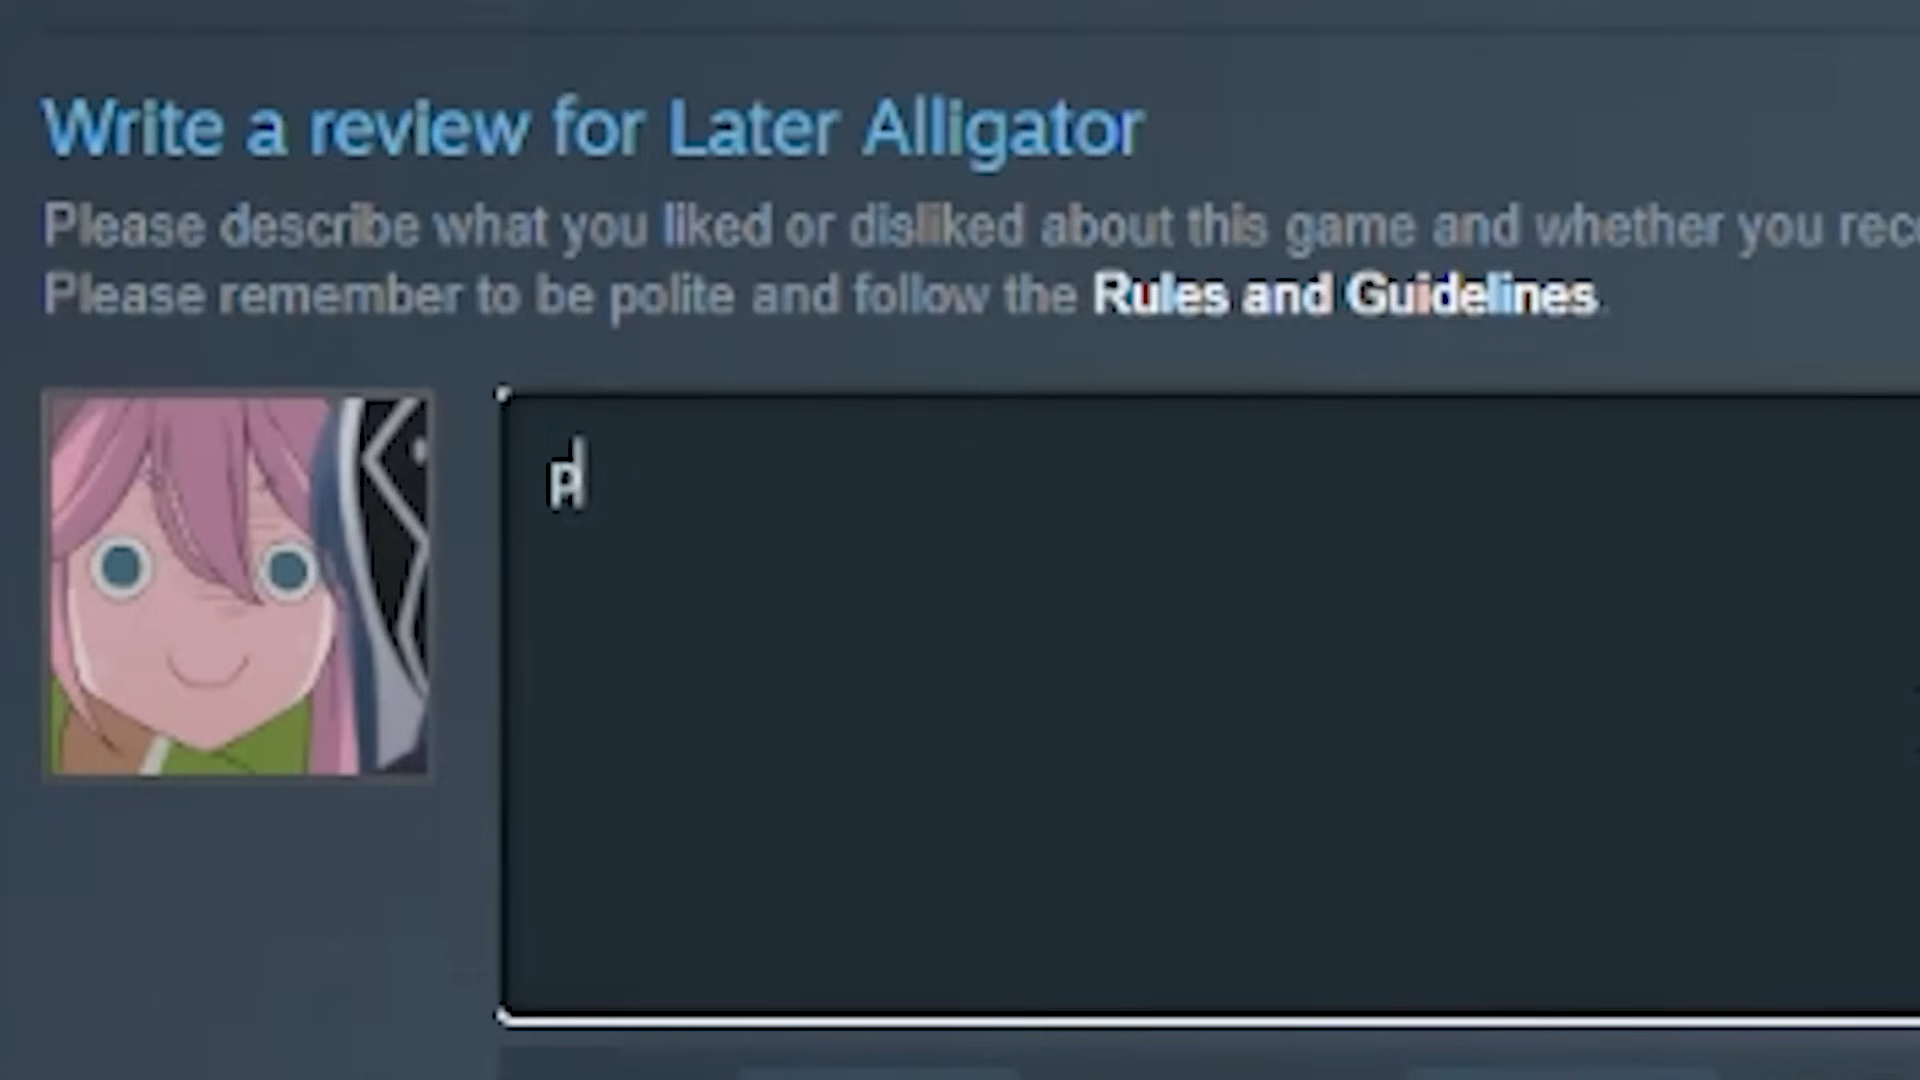 Write a review for Later Alligator
Please describe what you liked or disliked about this game and whether you
Please remember to be polite and follow the Rules and Guidelines.
p